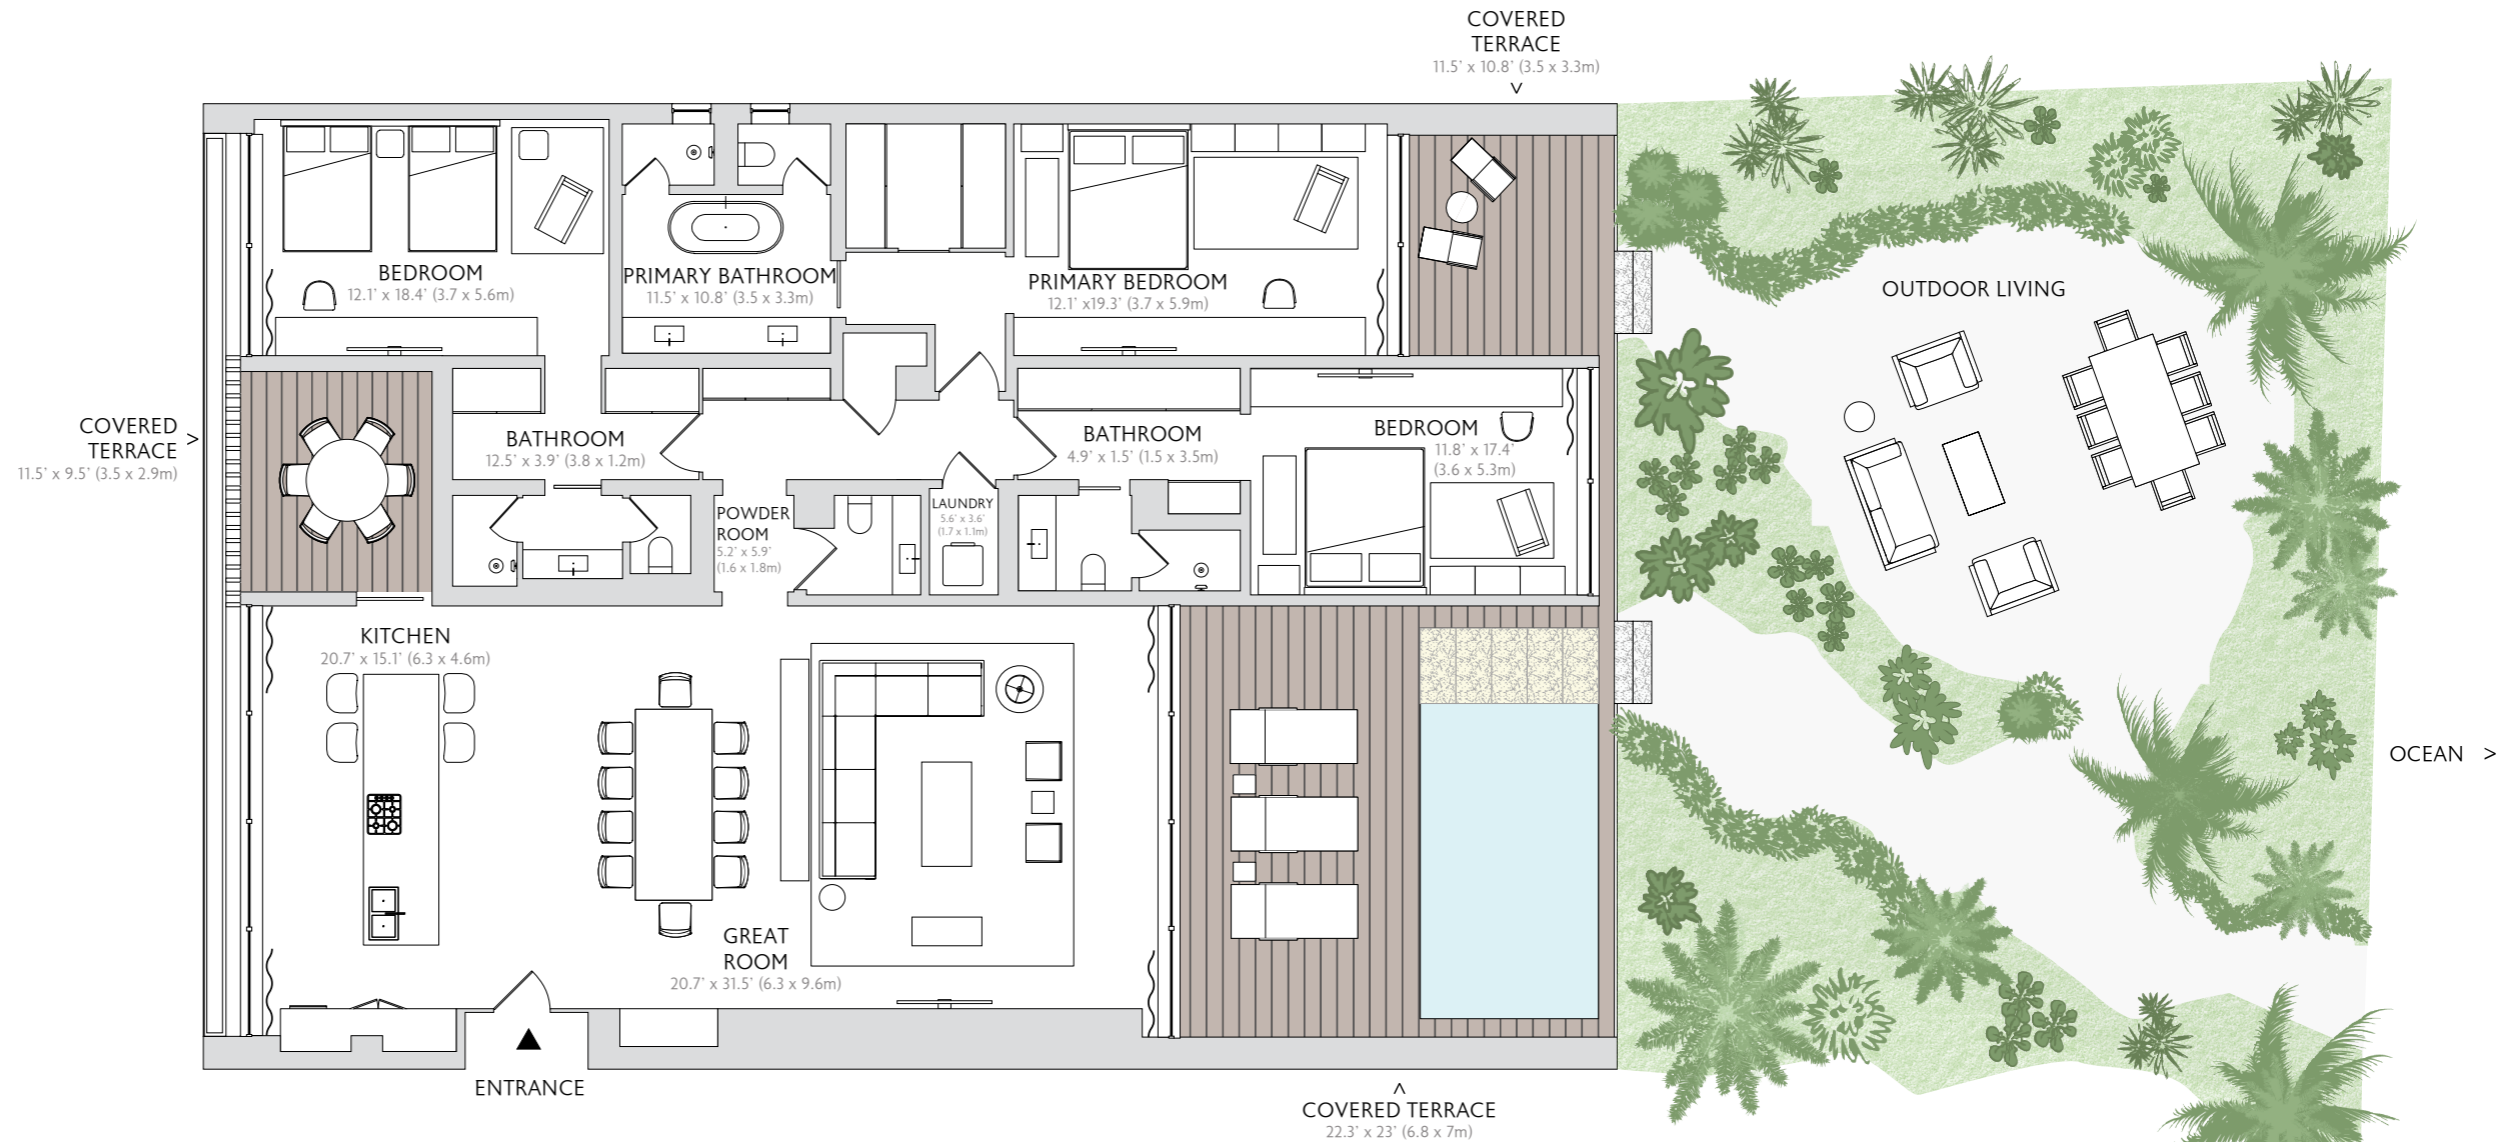 COVERED
TERRACE
11.5' x 10.8' (3.5 x 3.3m)
>
BEDROOM
12.1' x 18.4' (3.7 x 5.6m)
PRIMARY BATHROOM
11.5' x 10.8' (3.5 x 3.3m)
PRIMARY BEDROOM
12.1' x19.3' (3.7 x 5.9m)
OUTDOOR LIVING
COVERED
TERRACE >
11.5' x 9.5' (3.5 x 2.9m)
BATHROOM
12.5' x 3.9' (3.8 x 1.2m)
BATHROOM
4.9' x 1.5' (1.5 x 3.5m)
BEDROOM
11.8' x 17.4'
(3.6 x 5.3m)
POWDER
ROOM
5.2' x 5.9'
(1.6 x 1.8m)
LAUNDRY
5.6' x 3.6'
(1.7 x 1.1m)
KITCHEN
20.7' x 15.1' (6.3 x 4.6m)
GREAT
ROOM
20.7' x 31.5' (6.3 x 9.6m)
OCEAN >
ENTRANCE
>
COVERED TERRACE
22.3' x 23' (6.8 x 7m)